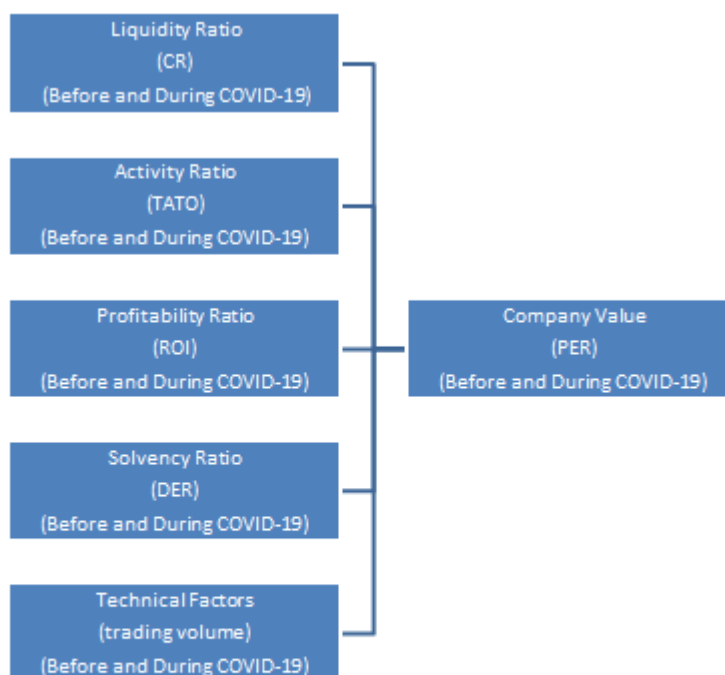 Liquidity Ratio
(CR)
(Before and During COVID-19)
Activity Ratio
(TATO)
(Before and During COVID-19)
Profitability Ratio
(ROI)
(Before and During COVID-19)
Company Value
(PER)
(Before and During COVID-19)
Solvency Ratio
(DER)
(Before and During COVID-19)
Technical Factors
(trading volume)
(Before and During COVID-19)